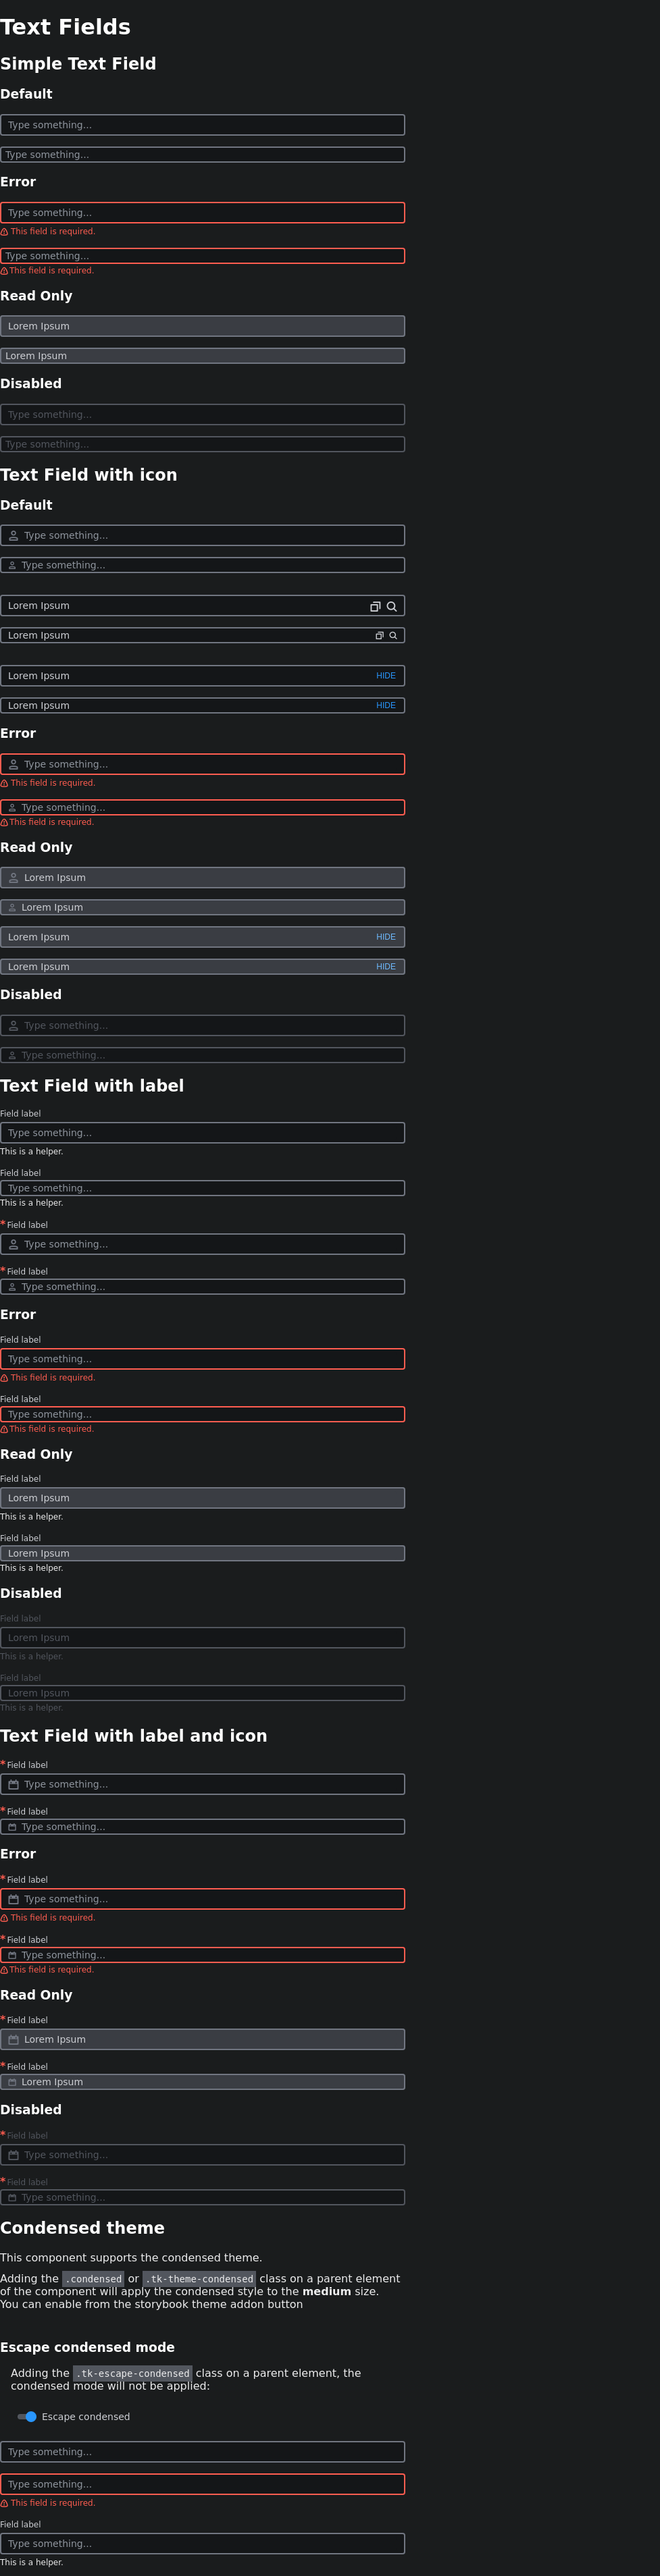 Text Fields
Simple Text Field
Default
Type something...
Type something...
Error
Type something...
This field is required.
Type something...
This field is required.
Read Only
Lorem Ipsum
Lorem Ipsum
Disabled
Type something...
Type something...
Text Field with icon
Default
Type something...
Type something...
Lorem Ipsum
Lorem Ipsum
Lorem Ipsum HIDE
Lorem Ipsum HIDE
Error
Type something...
This field is required.
Type something...
This field is required.
Read Only
Lorem Ipsum
Lorem Ipsum
Lorem Ipsum HIDE
Lorem Ipsum HIDE
Disabled
Type something...
Type something...
Text Field with label
Field label
Type something...
This is a helper.
Field label
Type something...
This is a helper.
* Field label
Type something...
* Field label
Type something...
Error
Field label
Type something...
This field is required.
Field label
Type something...
This field is required.
Read Only
Field label
Lorem Ipsum
This is a helper.
Field label
Lorem Ipsum
This is a helper.
Disabled
Field label
Lorem Ipsum
This is a helper.
Field label
Lorem Ipsum
This is a helper.
Text Field with label and icon
* Field label
Type something...
* Field label
Type something...
Error
* Field label
Type something...
This field is required.
* Field label
Type something...
This field is required.
Read Only
* Field label
Lorem Ipsum
* Field label
Lorem Ipsum
Disabled
* Field label
Type something...
* Field label
Type something...
Condensed theme
This component supports the condensed theme.
Adding the .condensed or .tk-theme-condensed class on a parent element
of the component will apply the condensed style to the medium size.
You can enable from the storybook theme addon button
Escape condensed mode
Adding the .tk-escape-condensed class on a parent element, the
condensed mode will not be applied:
Escape condensed
Type something...
Type something...
This field is required.
Field label
Type something...
This is a helper.